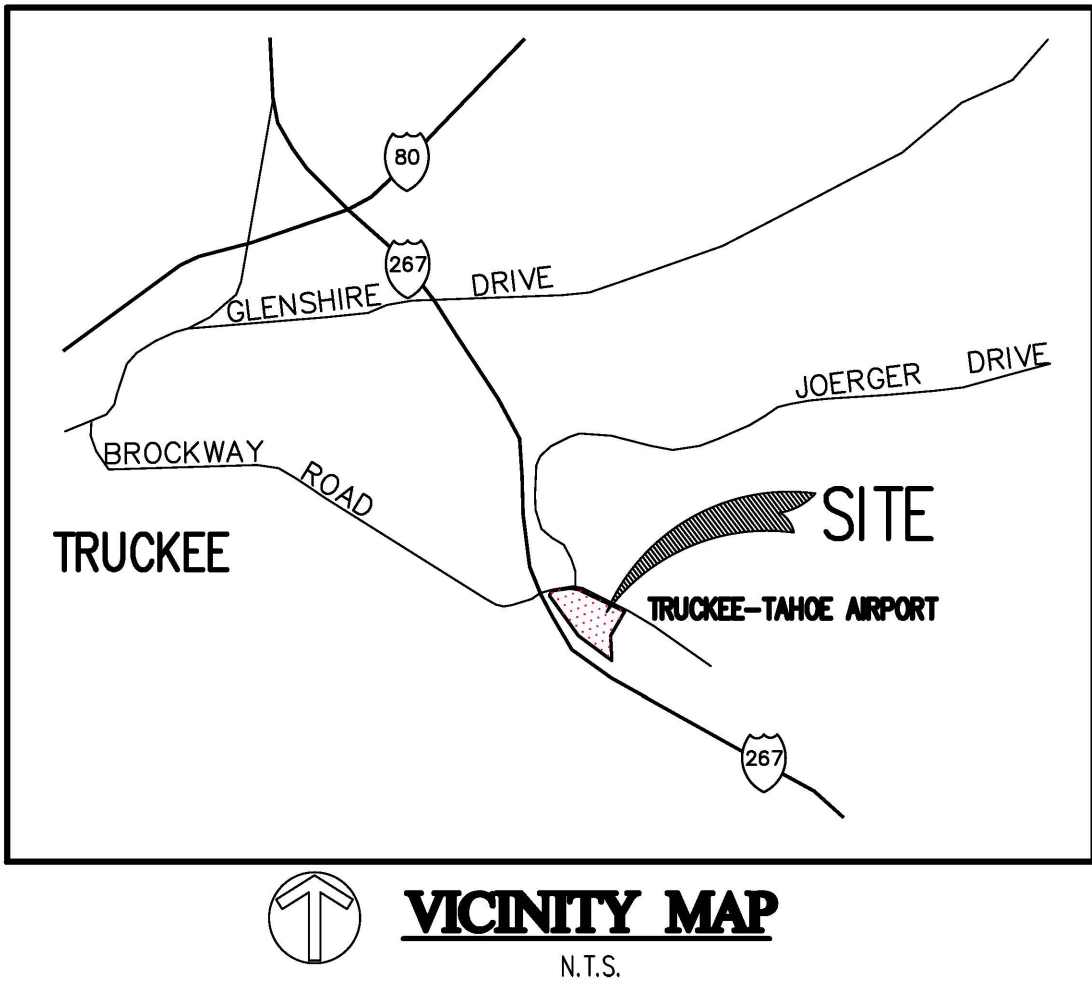 80
267
GLENSHIRE DRIVE
JOERGER DRIVE
BROCKWAY ROAD
SITE
TRUCKEE
TRUCKEE-TAHOE AIRPORT
267
VICINITY MAP
N.T.S.